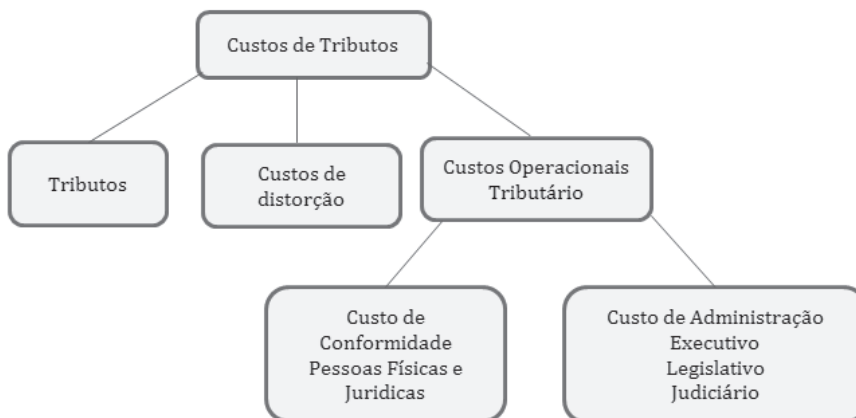 Custos de Tributos
Tributos
Custos de
distorção
Custos Operacionais
Tributário
Custo de
Conformidade
Pessoas Físicas e
Juridicas
Custo de Administração
Executivo
Legislativo
Judiciário